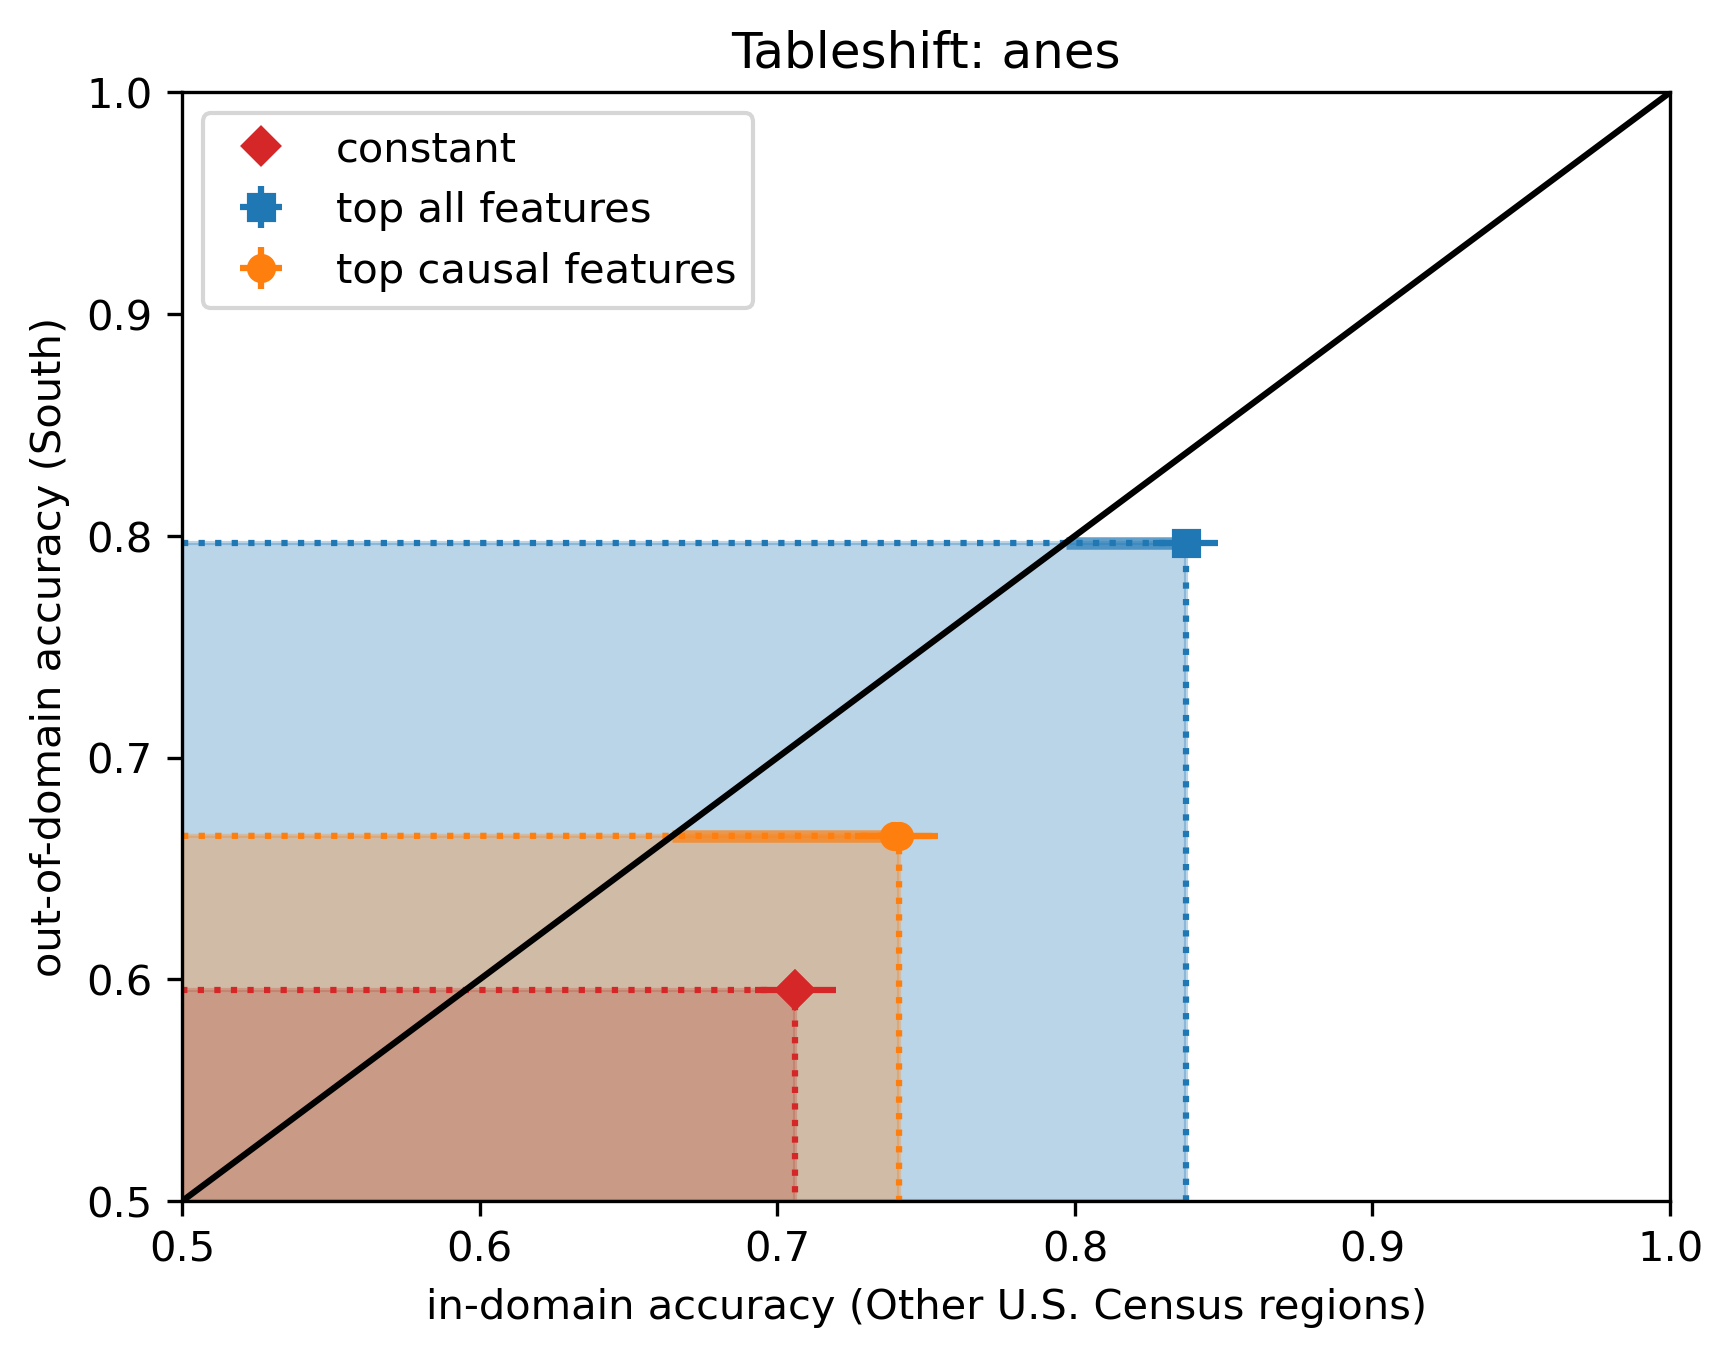 Tableshift: anes
constant
top all features
top causal features
out-of-domain accuracy (South)
1.0
0.9
0.8
0.7
0.6
0.5
0.5 0.6 0.7 0.8 0.9 1.0
in-domain accuracy (Other U.S. Census regions)